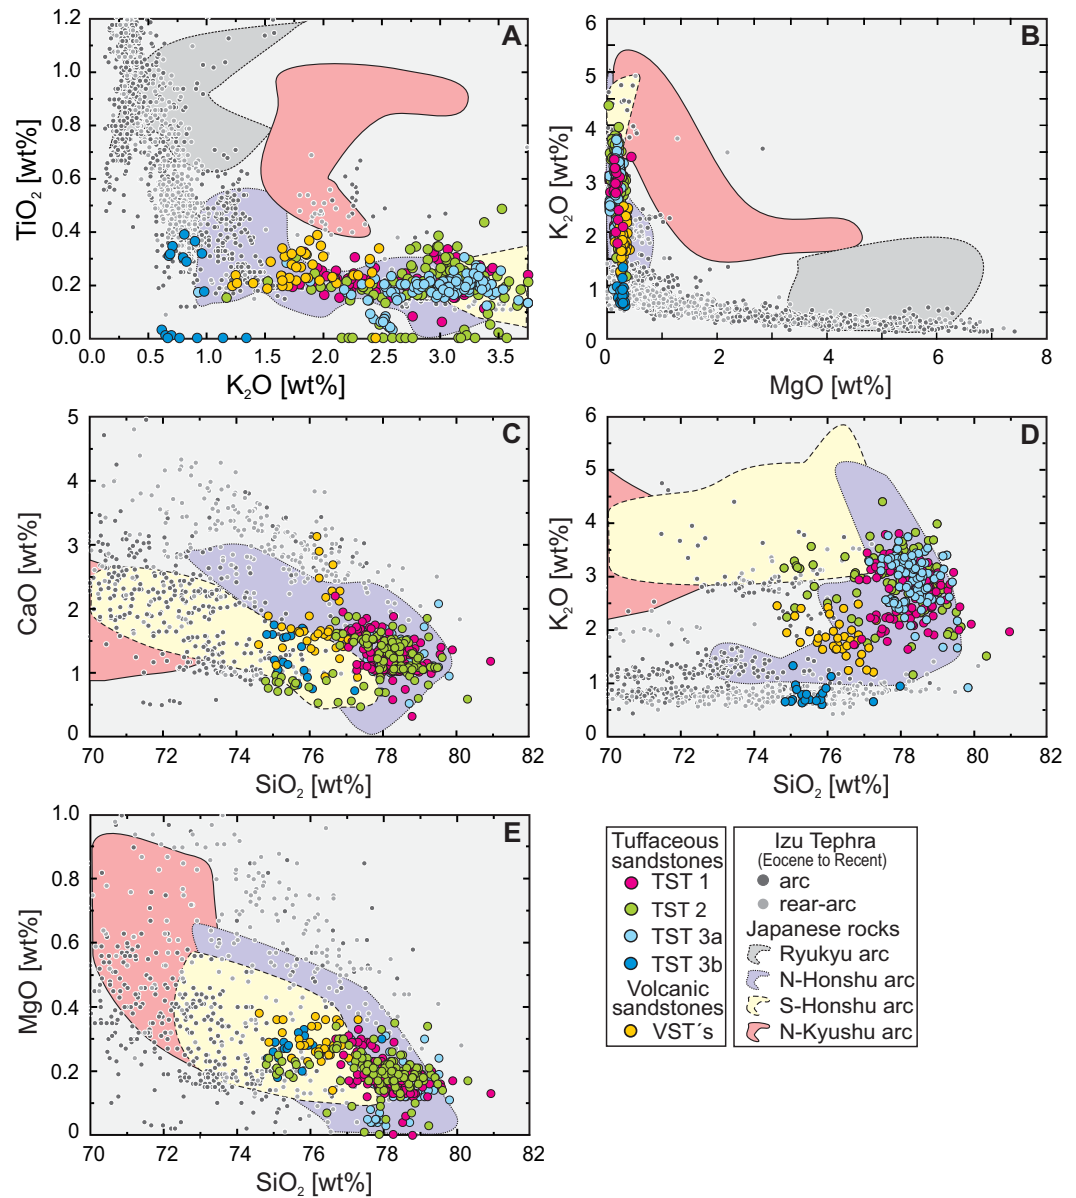 A
1.2
1.0
0.8
0.6
0.4
0.2
0.0
TiO2 [wt%]
0.0
0.5
1.0
1.5
2.0
2.5
3.0
3.5
K2O [wt%]
B
6
5
4
3
2
1
0
K2O [wt%]
0
2
4
6
8
MgO [wt%]
C
5
4
3
2
1
0
CaO [wt%]
70
72
74
76
78
80
82
SiO2 [wt%]
D
6
5
4
3
2
1
0
K2O [wt%]
70
72
74
76
78
80
82
SiO2 [wt%]
E
1.0
0.8
0.6
0.4
0.2
0
MgO [wt%]
70
72
74
76
78
80
82
SiO2 [wt%]
Tuffaceous
sandstones
TST 1
TST 2
TST 3a
TST 3b
Volcanic
sandstones
VST´s
Izu Tephra
(Eocene to Recent)
arc
rear-arc
Japanese rocks
Ryukyu arc
N-Honshu arc
S-Honshu arc
N-Kyushu arc